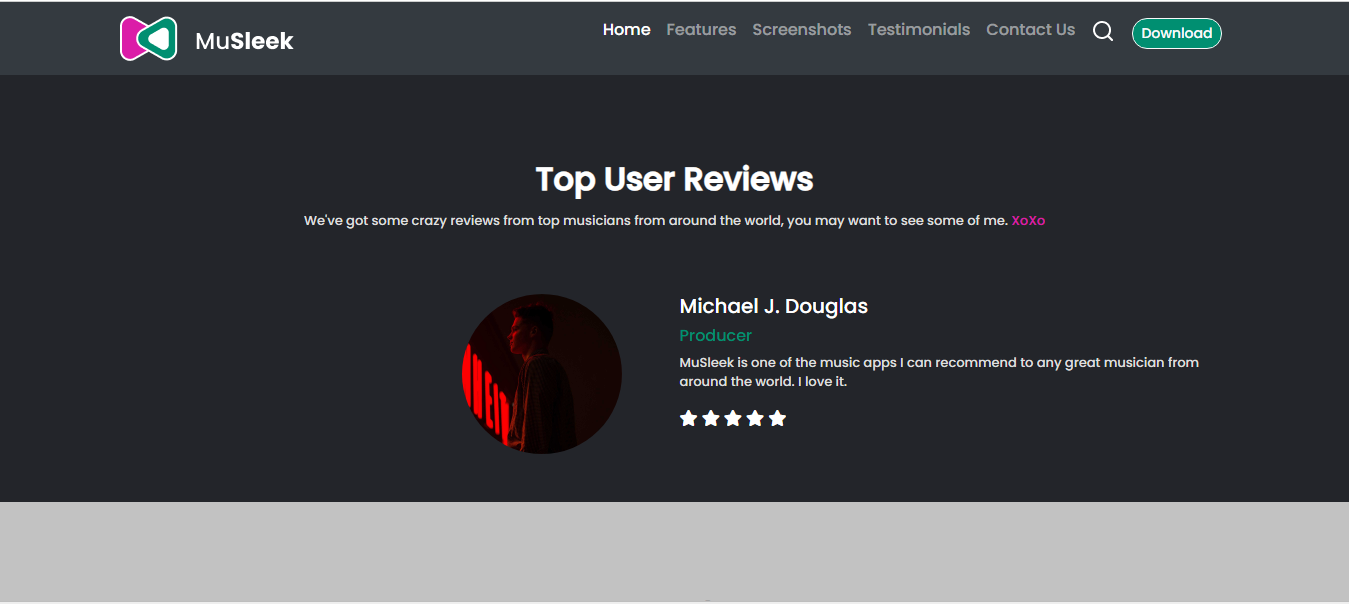 MuSleek
Home Features Screenshots Testimonials Contact Us Download
Top User Reviews
We've got some crazy reviews from top musicians from around the world, you may want to see some of me. XoXo
Michael J. Douglas
Producer
MuSleek is one of the music apps I can recommend to any great musician from
around the world. I love it.